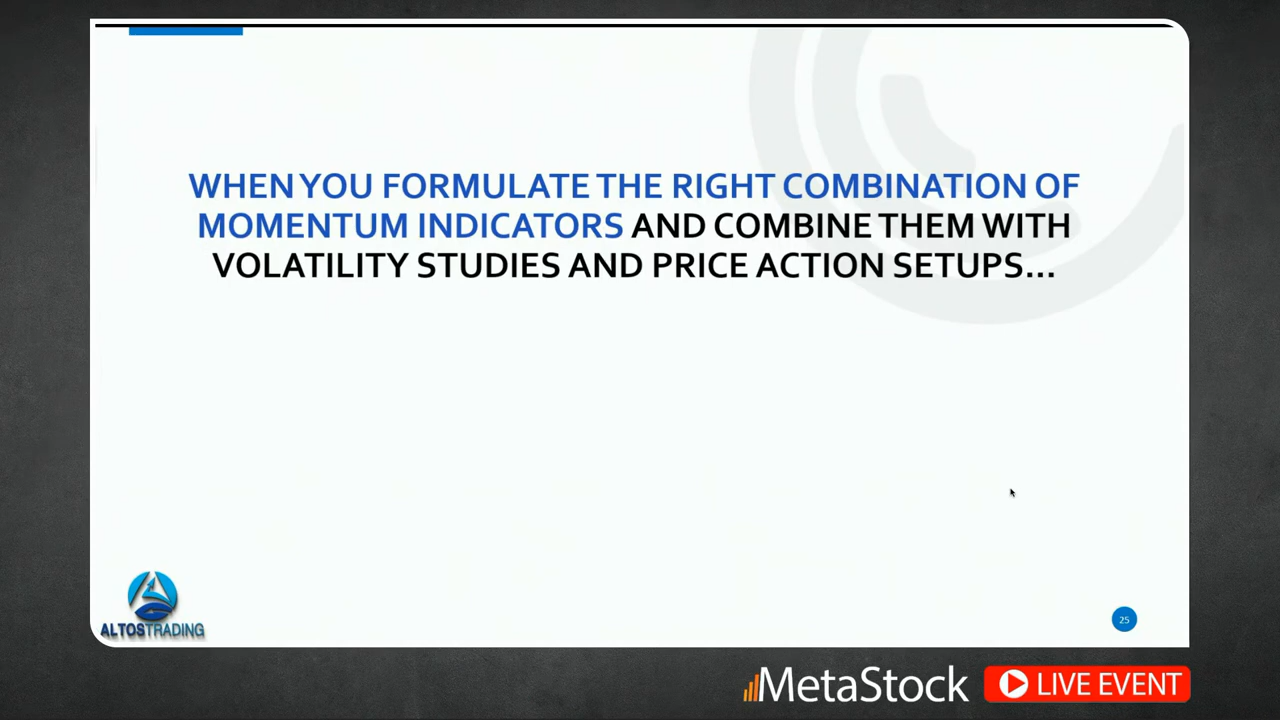 WHEN YOU FORMULATE THE RIGHT COMBINATION OF
MOMENTUM INDICATORS AND COMBINE THEM WITH
VOLATILITY STUDIES AND PRICE ACTION SETUPS...
ALTOSTRADING
25
MetaStock
LIVE EVENT